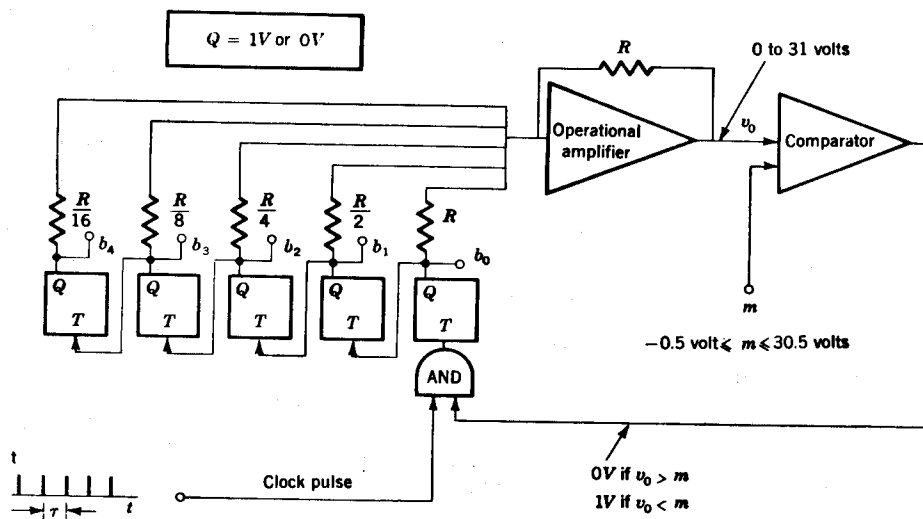 Q = 1V or 0V
R
0 to 31 volts
Operational
amplifier
v₀
Comparator
R/16
R/8
R/4
R/2
R
b₄
b₃
b₂
b₁
b₀
Q
Q
Q
Q
Q
T
T
T
T
T
m
−0.5 volt ≤ m ≤ 30.5 volts
AND
t
Clock pulse
t
τ
0V if v₀ > m
1V if v₀ < m